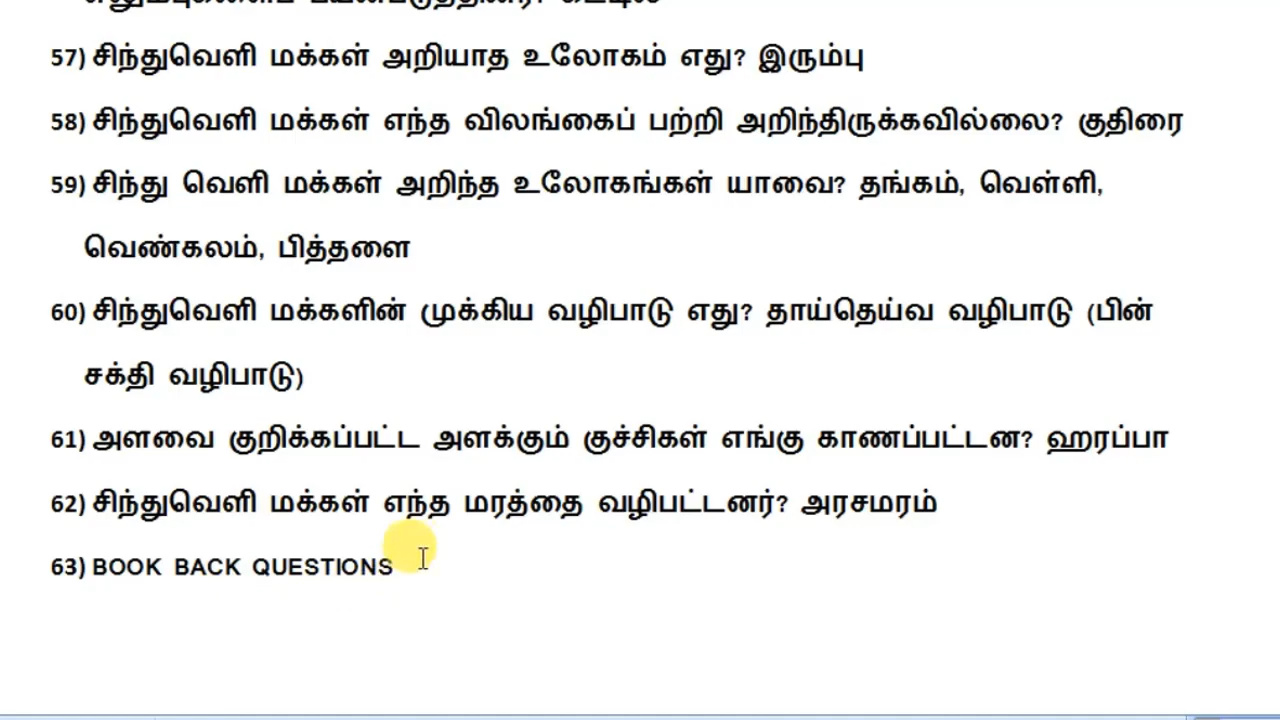 57) சிந்துவெளி மக்கள் அறியாத உலோகம் எது? இரும்பு
58) சிந்துவெளி மக்கள் எந்த விலங்கைப் பற்றி அறிந்திருக்கவில்லை? குதிரை
59) சிந்து வெளி மக்கள் அறிந்த உலோகங்கள் யாவை? தங்கம், வெள்ளி,
வெண்கலம், பித்தளை
60) சிந்துவெளி மக்களின் முக்கிய வழிபாடு எது? தாய்தெய்வ வழிபாடு (பின்
சக்தி வழிபாடு)
61) அளவை குறிக்கப்பட்ட அளக்கும் குச்சிகள் எங்கு காணப்பட்டன? ஹரப்பா
62) சிந்துவெளி மக்கள் எந்த மரத்தை வழிபட்டனர்? அரசமரம்
63) BOOK BACK QUESTIONS